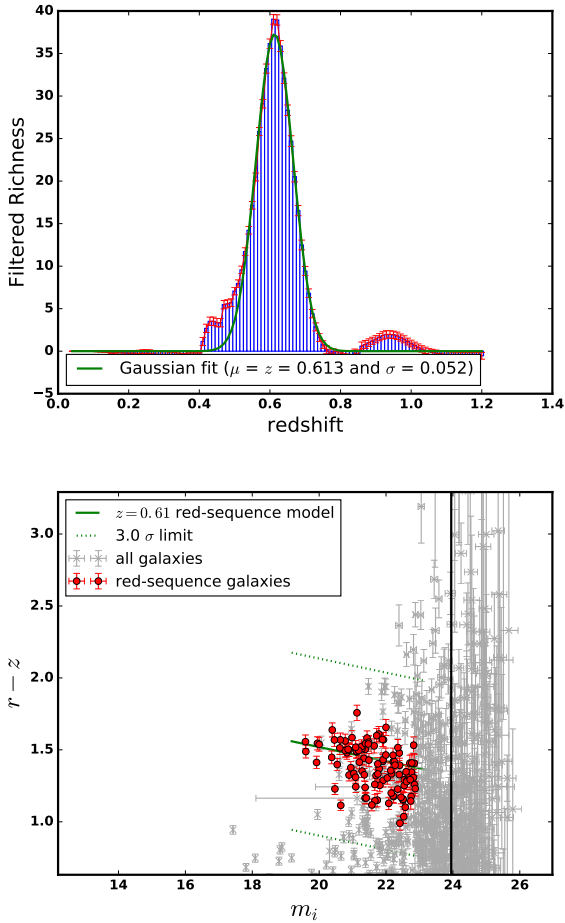 40
35
30
25
20
15
10
5
0
−5
Filtered Richness
Gaussian fit (μ = z = 0.613 and σ = 0.052)
0.0 0.2 0.4 0.6 0.8 1.0 1.2 1.4
redshift
z = 0.61 red-sequence model
3.0 σ limit
all galaxies
red-sequence galaxies
3.0
2.5
2.0
1.5
1.0
r − z
14 16 18 20 22 24 26
m_i